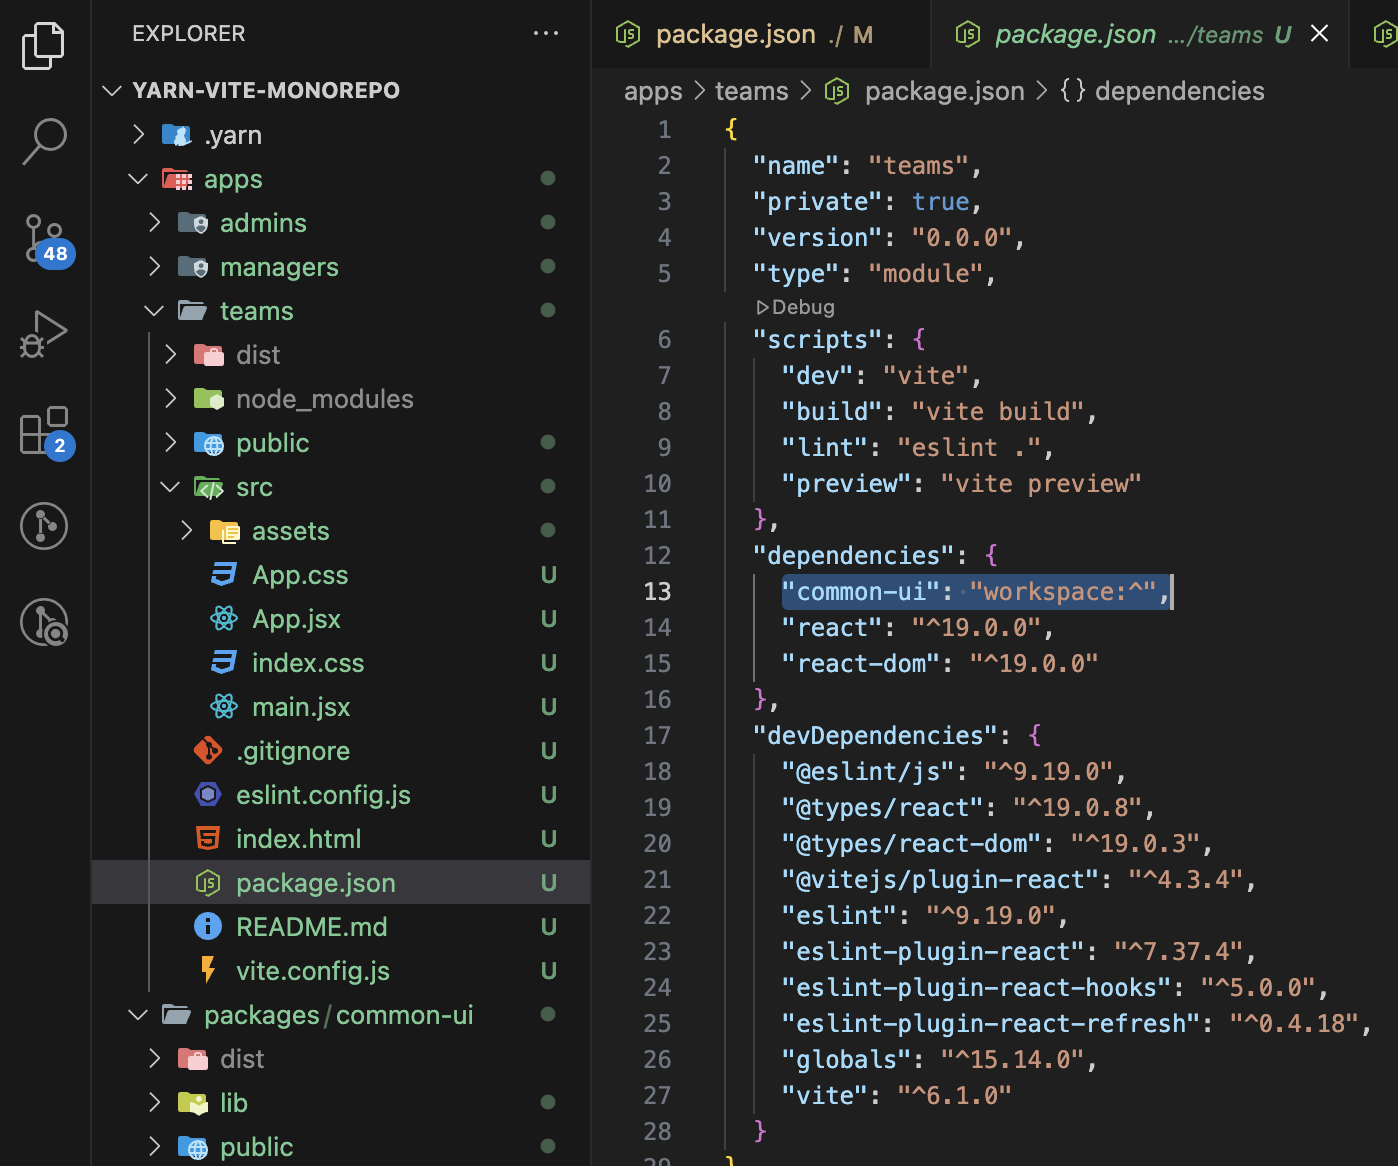 EXPLORER
YARN-VITE-MONOREPO
.yarn
apps
admins
managers
teams
dist
node_modules
public
src
assets
App.css U
App.jsx U
index.css U
main.jsx U
.gitignore U
eslint.config.js U
index.html U
package.json U
README.md U
vite.config.js U
packages/common-ui
dist
lib
public
48
2
package.json ./ M
package.json .../teams U
apps > teams > package.json > {} dependencies
1 {
2 "name": "teams",
3 "private": true,
4 "version": "0.0.0",
5 "type": "module",
Debug
6 "scripts": {
7 "dev": "vite",
8 "build": "vite build",
9 "lint": "eslint .",
10 "preview": "vite preview"
11 },
12 "dependencies": {
13 "common-ui": "workspace:^",
14 "react": "^19.0.0",
15 "react-dom": "^19.0.0"
16 },
17 "devDependencies": {
18 "@eslint/js": "^9.19.0",
19 "@types/react": "^19.0.8",
20 "@types/react-dom": "^19.0.3",
21 "@vitejs/plugin-react": "^4.3.4",
22 "eslint": "^9.19.0",
23 "eslint-plugin-react": "^7.37.4",
24 "eslint-plugin-react-hooks": "^5.0.0",
25 "eslint-plugin-react-refresh": "^0.4.18",
26 "globals": "^15.14.0",
27 "vite": "^6.1.0"
28 }
29 }